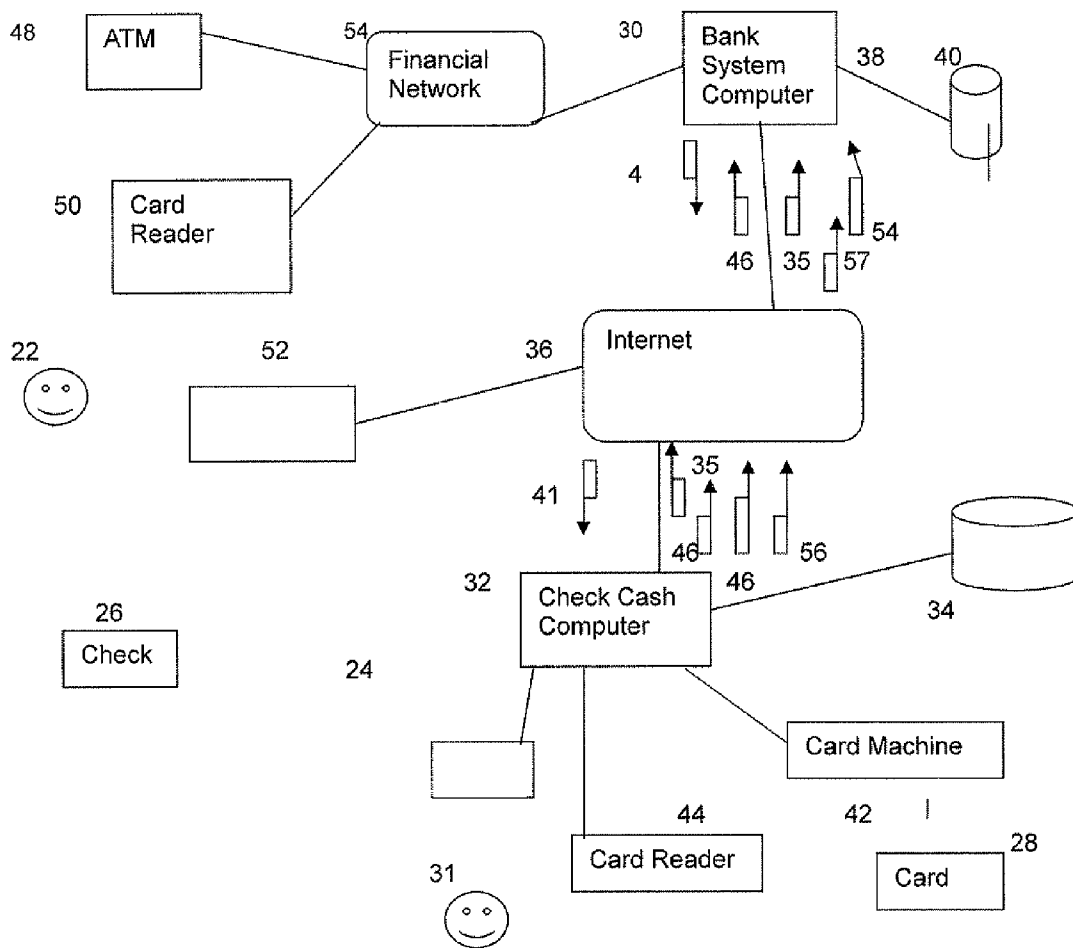 48
ATM
54
Financial
Network
30
Bank
System
Computer
38
40
50
Card
Reader
4
46
35
57
54
22
52
36
Internet
41
35
46
46
56
32
Check Cash
Computer
34
26
Check
24
Card Machine
44
Card Reader
42
28
Card
31